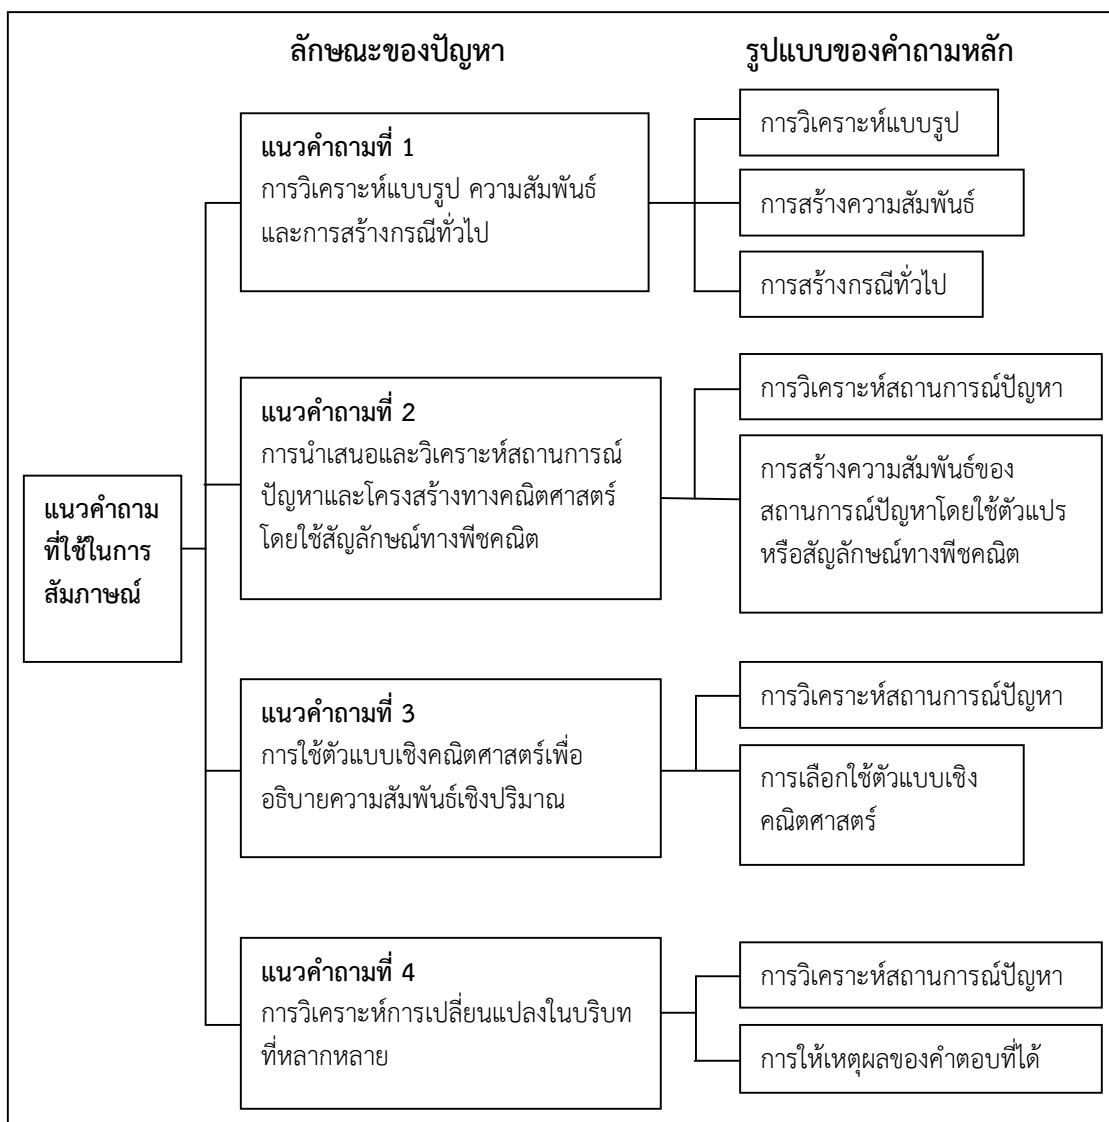 ลักษณะของปัญหา
รูปแบบของคำถามหลัก
แนวคำถาม
ที่ใช้ในการ
สัมภาษณ์
แนวคำถามที่ 1
การวิเคราะห์แบบรูป ความสัมพันธ์
และการสร้างกรณีทั่วไป
การวิเคราะห์แบบรูป
การสร้างความสัมพันธ์
การสร้างกรณีทั่วไป
แนวคำถามที่ 2
การนำเสนอและวิเคราะห์สถานการณ์
ปัญหาและโครงสร้างทางคณิตศาสตร์
โดยใช้สัญลักษณ์ทางพีชคณิต
การวิเคราะห์สถานการณ์ปัญหา
การสร้างความสัมพันธ์ของ
สถานการณ์ปัญหาโดยใช้ตัวแปร
หรือสัญลักษณ์ทางพีชคณิต
แนวคำถามที่ 3
การใช้ตัวแบบเชิงคณิตศาสตร์เพื่อ
อธิบายความสัมพันธ์เชิงปริมาณ
การวิเคราะห์สถานการณ์ปัญหา
การเลือกใช้ตัวแบบเชิง
คณิตศาสตร์
แนวคำถามที่ 4
การวิเคราะห์การเปลี่ยนแปลงในบริบท
ที่หลากหลาย
การวิเคราะห์สถานการณ์ปัญหา
การให้เหตุผลของคำตอบที่ได้